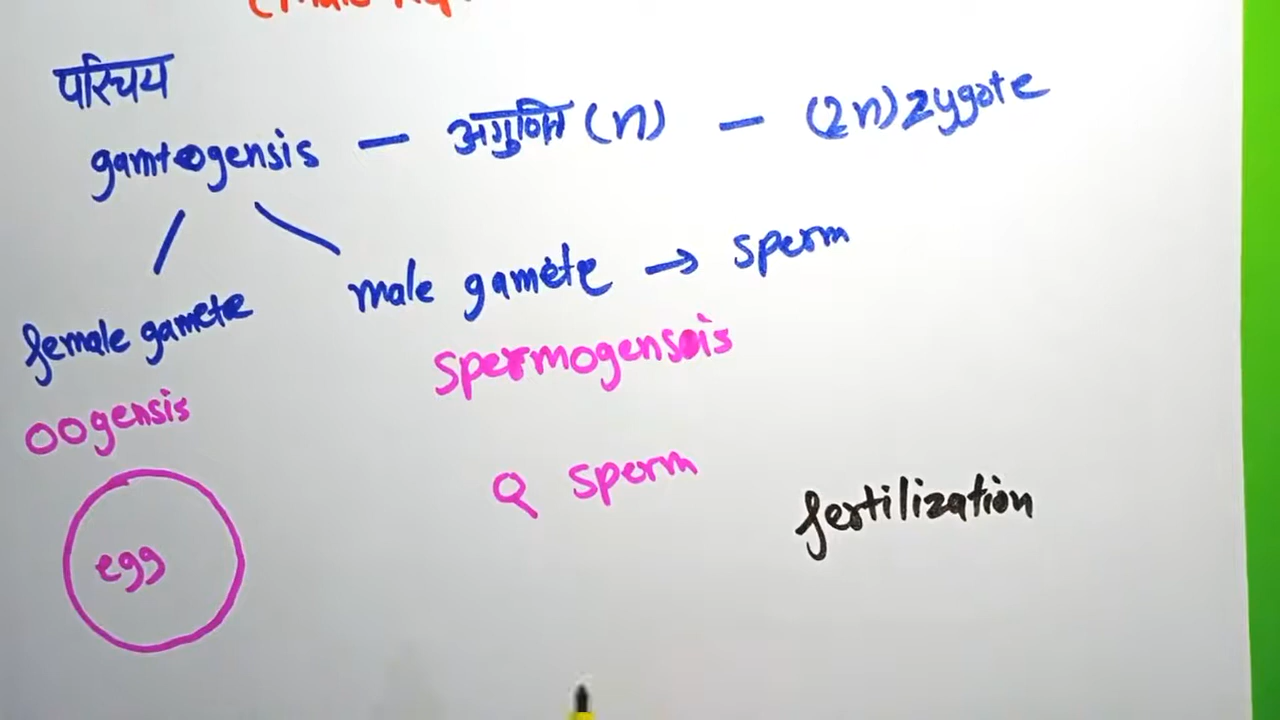 परिचय
gamtogensis — अगुणित (n) — (2n) zygote
male gamete → sperm
female gamete
spermogensis
oogensis
sperm
fertilization
egg